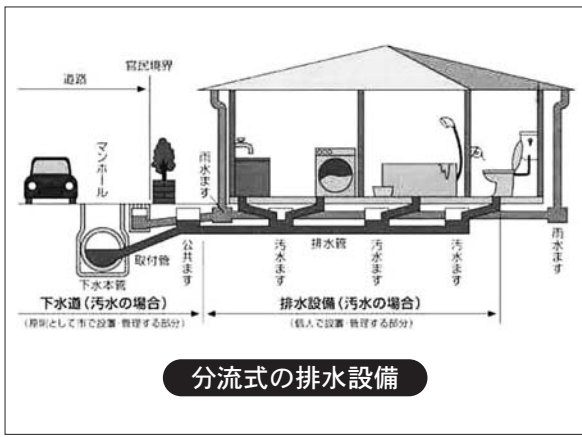 官民境界
道路
マンホール
雨水ます
雨水ます
取付管
公共ます
汚水ます
排水管
汚水ます
汚水ます
下水本管
下水道(汚水の場合)
排水設備(汚水の場合)
(原則として市で設置・管理する部分)
(個人で設置・管理する部分)
分流式の排水設備